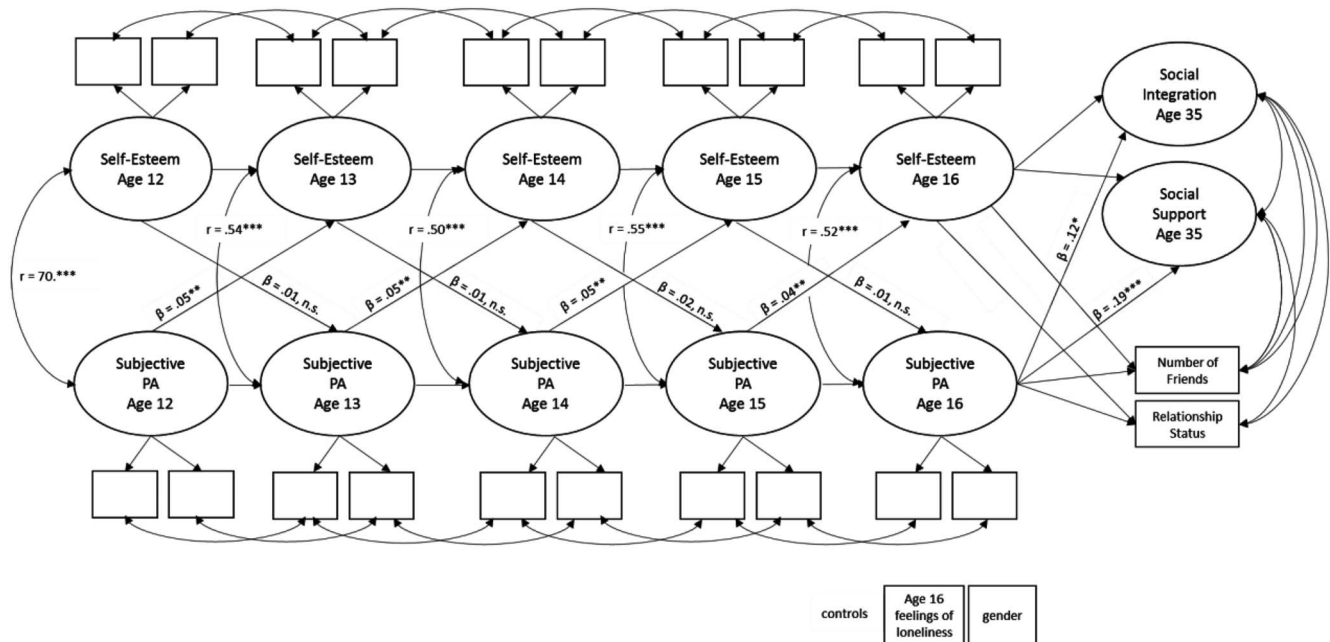 Social
Integration
Age 35
Self-Esteem
Age 12
Self-Esteem
Age 13
Self-Esteem
Age 14
Self-Esteem
Age 15
Self-Esteem
Age 16
Social
Support
Age 35
r = 70.***
r = .54***
r = .50***
r = .55***
r = .52***
β = .05**
β = .01, n.s.
β = .05**
β = .01, n.s.
β = .05**
β = .02, n.s.
β = .04**
β = .01, n.s.
β = .12*
β = .19***
Subjective
PA
Age 12
Subjective
PA
Age 13
Subjective
PA
Age 14
Subjective
PA
Age 15
Subjective
PA
Age 16
Number of
Friends
Relationship
Status
controls
Age 16
feelings of
loneliness
gender